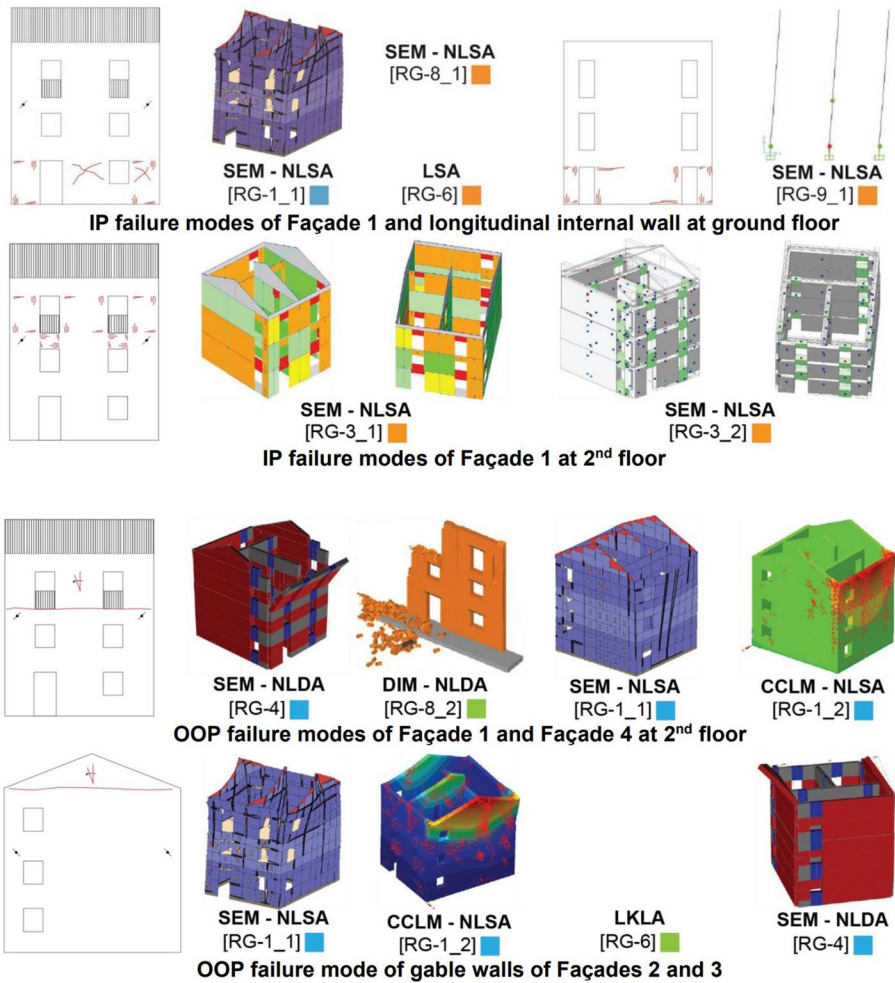 SEM - NLSA
[RG-8_1]
SEM - NLSA
[RG-1_1]
LSA
[RG-6]
SEM - NLSA
[RG-9_1]
IP failure modes of Façade 1 and longitudinal internal wall at ground floor
SEM - NLSA
[RG-3_1]
SEM - NLSA
[RG-3_2]
IP failure modes of Façade 1 at 2nd floor
SEM - NLDA
[RG-4]
DIM - NLDA
[RG-8_2]
SEM - NLSA
[RG-1_1]
CCLM - NLSA
[RG-1_2]
OOP failure modes of Façade 1 and Façade 4 at 2nd floor
SEM - NLSA
[RG-1_1]
CCLM - NLSA
[RG-1_2]
LKLA
[RG-6]
SEM - NLDA
[RG-4]
OOP failure mode of gable walls of Façades 2 and 3